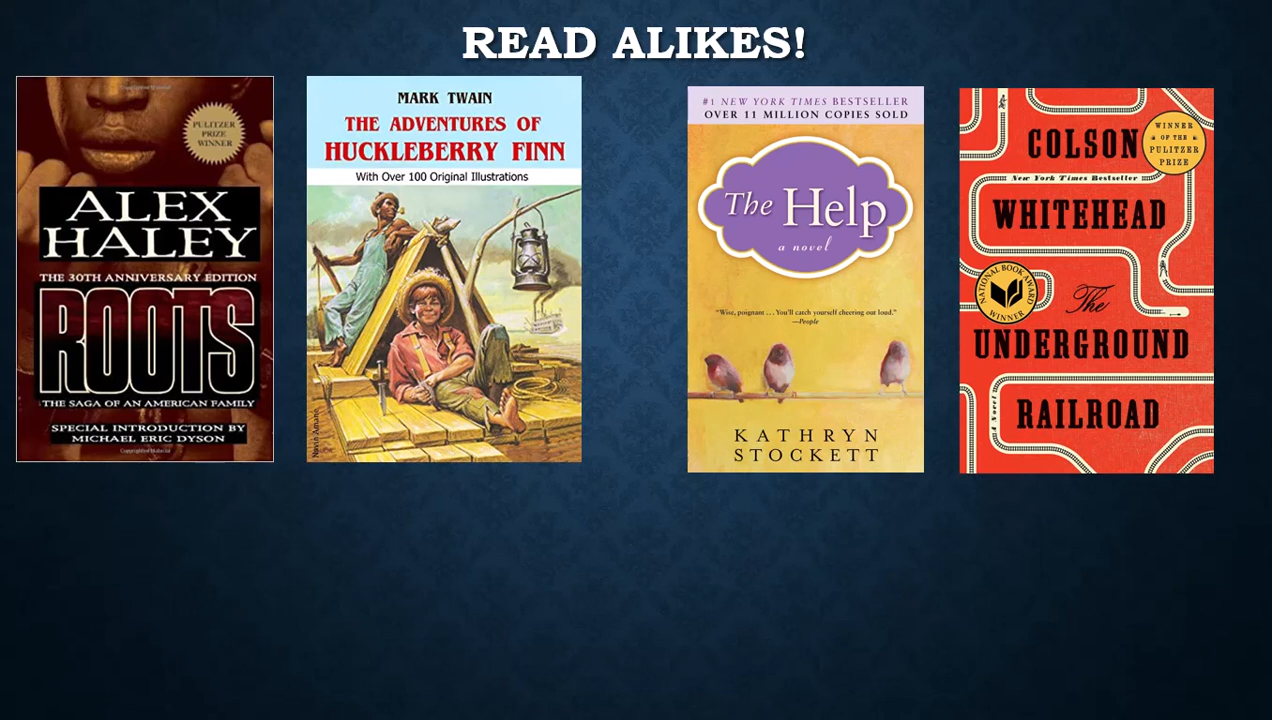 READ ALIKES!
PULITZER
PRIZE
WINNER
ALEX
HALEY
THE 30TH ANNIVERSARY EDITION
ROOTS
THE SAGA OF AN AMERICAN FAMILY
SPECIAL INTRODUCTION BY
MICHAEL ERIC DYSON
Copyrighted Material
MARK TWAIN
THE ADVENTURES OF
HUCKLEBERRY FINN
With Over 100 Original Illustrations
#1 NEW YORK TIMES BESTSELLER
OVER 11 MILLION COPIES SOLD
The Help
a novel
"Wise, poignant . . . You'll catch yourself cheering out loud."
—People
KATHRYN
STOCKETT
COLSON
WINNER
OF THE
PULITZER
PRIZE
New York Times Bestseller
WHITEHEAD
NATIONAL BOOK AWARD
WINNER
The
UNDERGROUND
RAILROAD
A Novel